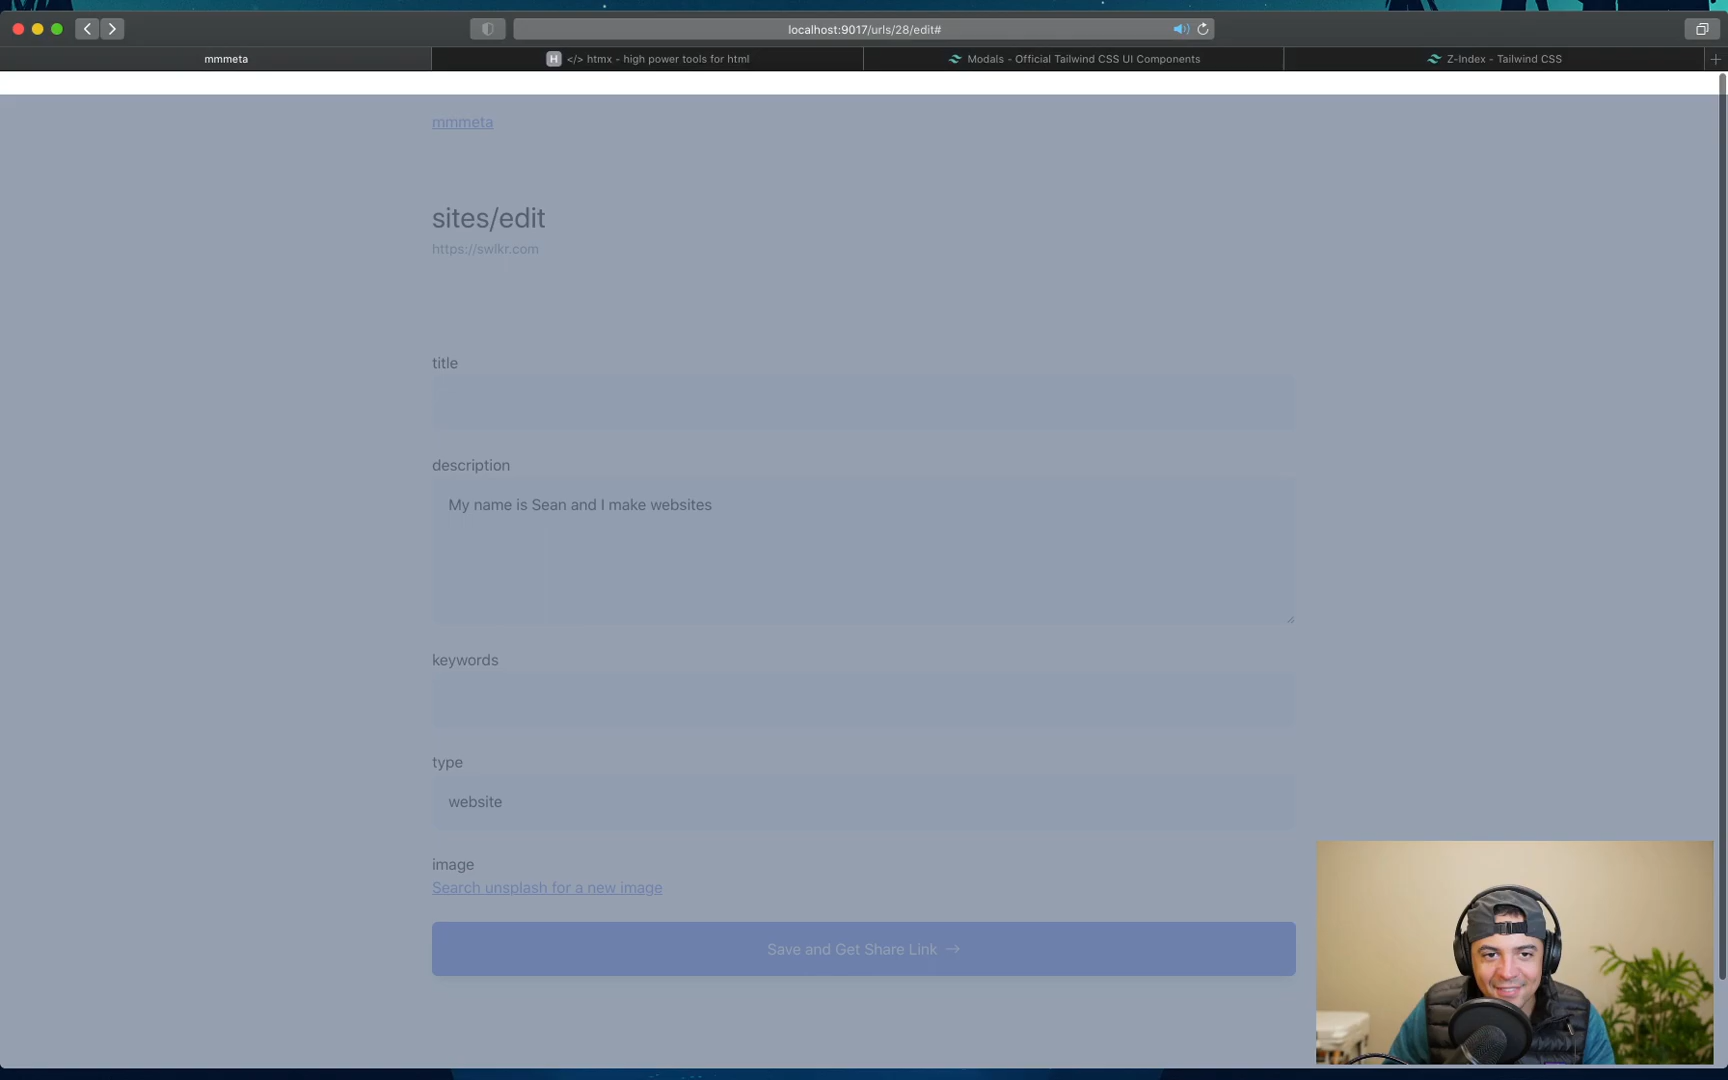 localhost:9017/urls/28/edit#
mmmeta
H </> htmx - high power tools for html
Modals - Official Tailwind CSS UI Components
Z-Index - Tailwind CSS
mmmeta
sites/edit
https://swlkr.com
title
description
My name is Sean and I make websites
keywords
type
website
image
Search unsplash for a new image
Save and Get Share Link →